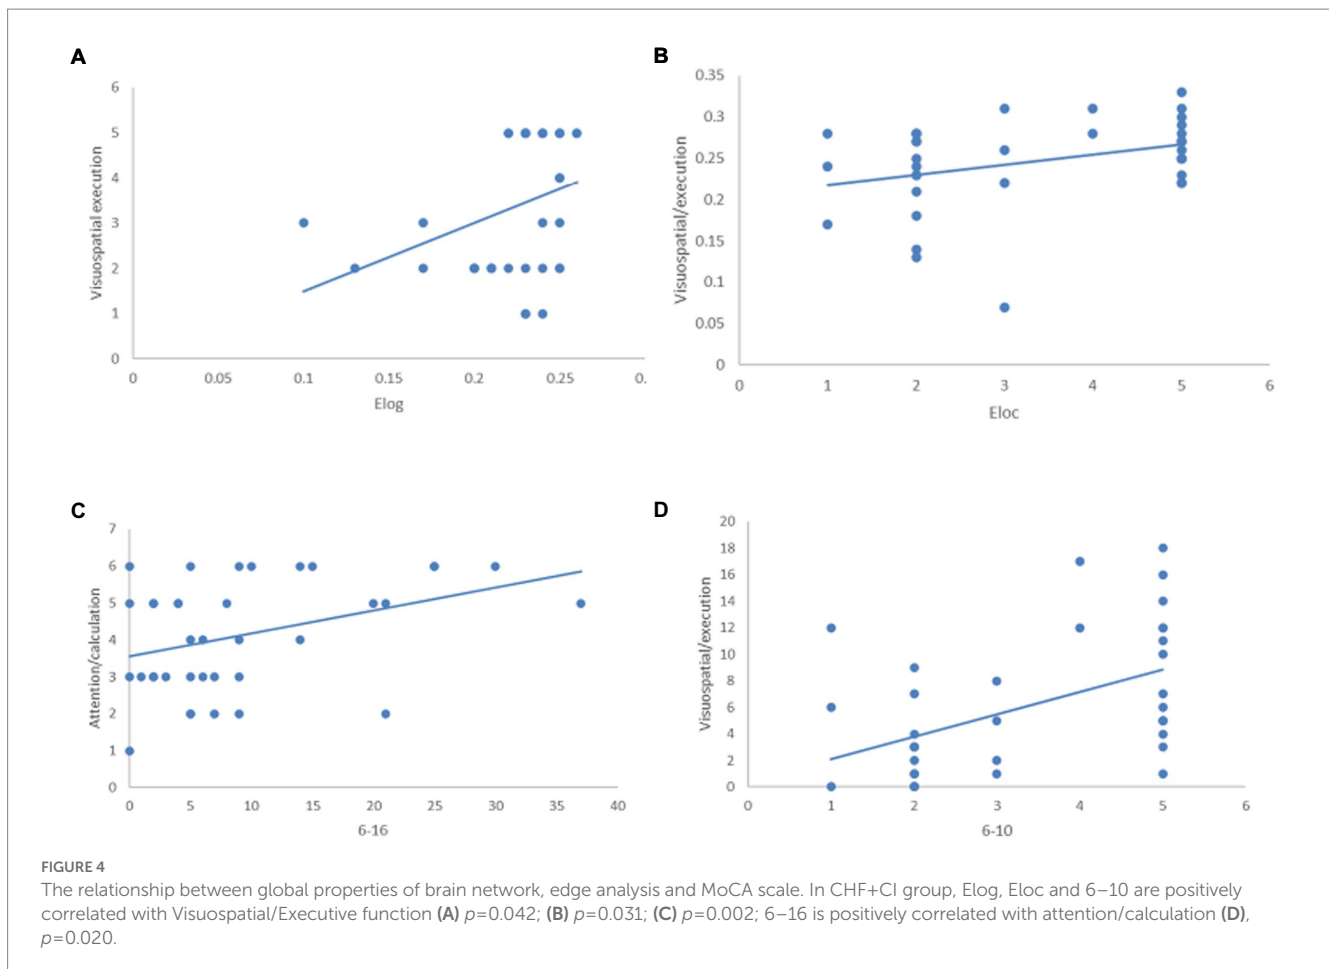 A
6
5
4
3
2
1
0
Visuospatial execution
0 0.05 0.1 0.15 0.2 0.25 0.
Elog
B
0.35
0.3
0.25
0.2
0.15
0.1
0.05
0
Visuospatial/execution
0 1 2 3 4 5 6
Eloc
C
7
6
5
4
3
2
1
0
Attention/calculation
0 5 10 15 20 25 30 35 40
6-16
D
20
18
16
14
12
10
8
6
4
2
0
Visuospatial/execution
0 1 2 3 4 5 6
6-10
FIGURE 4
The relationship between global properties of brain network, edge analysis and MoCA scale. In CHF+CI group, Elog, Eloc and 6–10 are positively
correlated with Visuospatial/Executive function (A) p=0.042; (B) p=0.031; (C) p=0.002; 6–16 is positively correlated with attention/calculation (D),
p=0.020.